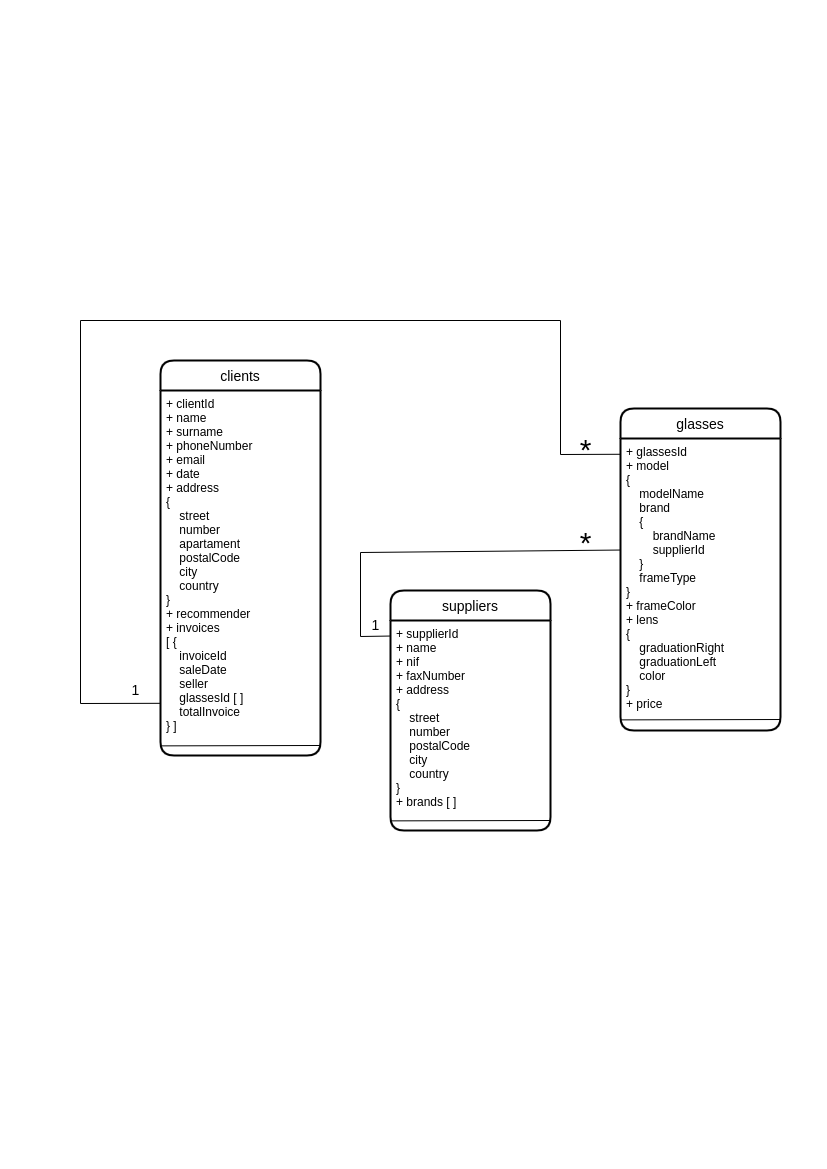 clients
+ clientId
+ name
+ surname
+ phoneNumber
+ email
+ date
+ address
{
street
number
apartament
postalCode
city
country
}
+ recommender
+ invoices
[ {
invoiceId
saleDate
seller
glassesId [ ]
totalInvoice
} ]
1
suppliers
+ supplierId
+ name
+ nif
+ faxNumber
+ address
{
street
number
postalCode
city
country
}
+ brands [ ]
1
*
*
glasses
+ glassesId
+ model
{
modelName
brand
{
brandName
supplierId
}
frameType
}
+ frameColor
+ lens
{
graduationRight
graduationLeft
color
}
+ price